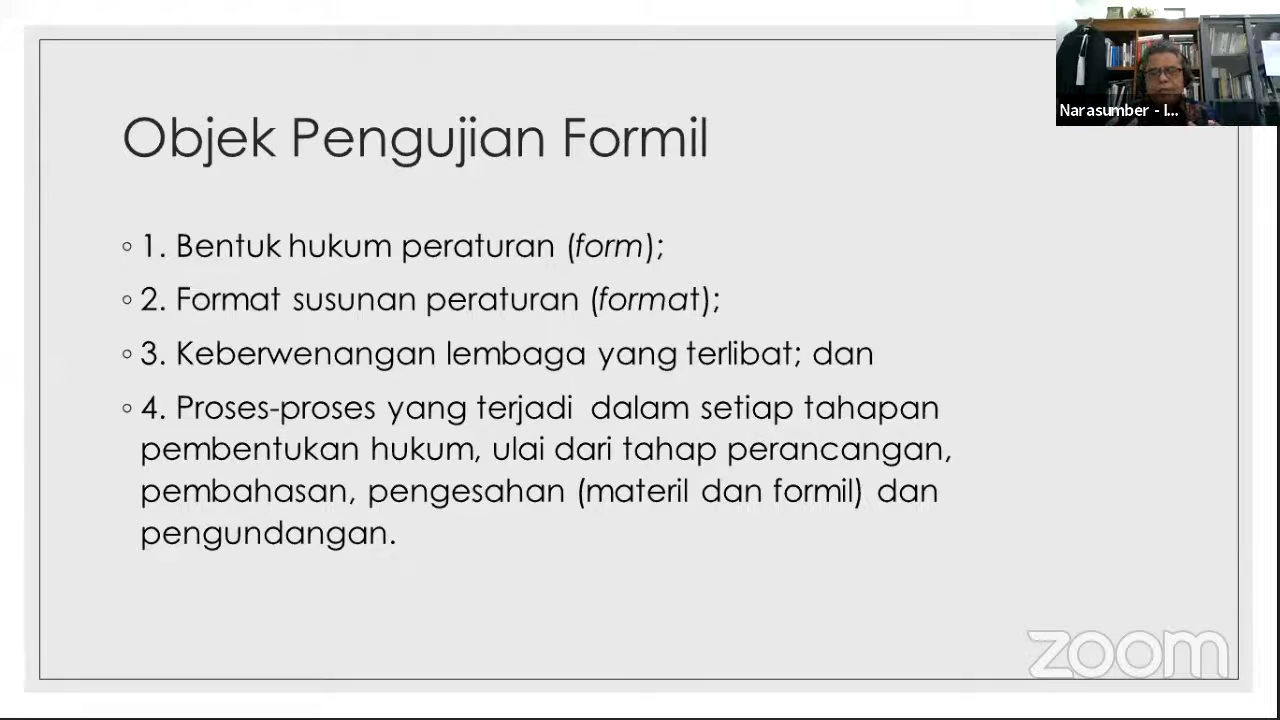 Narasumber - I...
Objek Pengujian Formil
◦ 1. Bentuk hukum peraturan (form);
◦ 2. Format susunan peraturan (format);
◦ 3. Keberwenangan lembaga yang terlibat; dan
◦ 4. Proses-proses yang terjadi dalam setiap tahapan
pembentukan hukum, ulai dari tahap perancangan,
pembahasan, pengesahan (materil dan formil) dan
pengundangan.
zoom